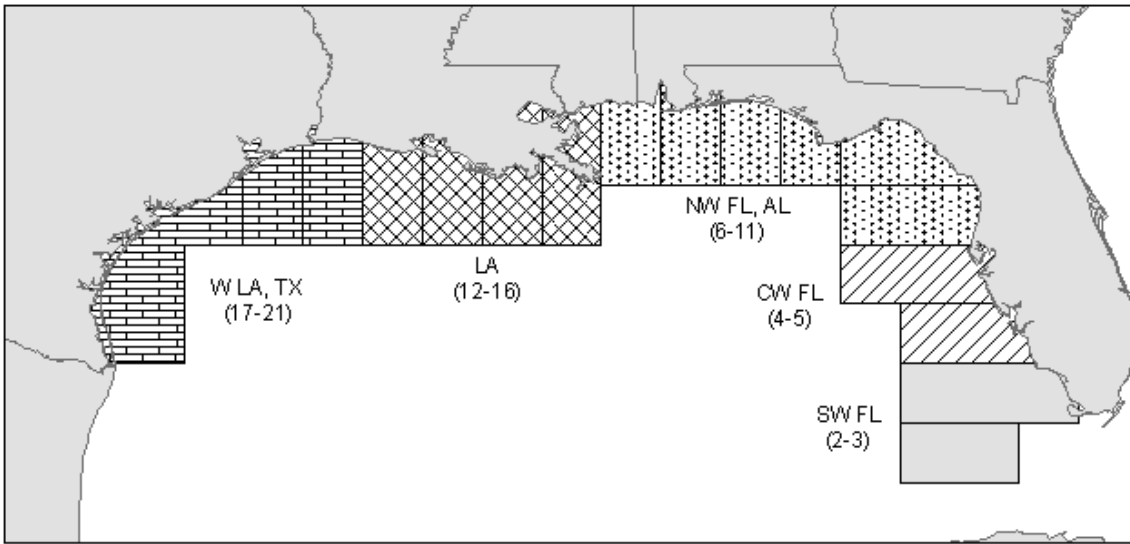 NW FL, AL
(6-11)
W LA, TX
(17-21)
LA
(12-16)
CW FL
(4-5)
SW FL
(2-3)